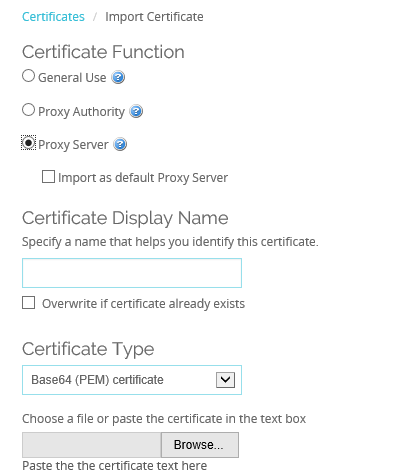 Certificates / Import Certificate
Certificate Function
General Use ?
Proxy Authority ?
Proxy Server ?
Import as default Proxy Server
Certificate Display Name
Specify a name that helps you identify this certificate.
Overwrite if certificate already exists
Certificate Type
Base64 (PEM) certificate
Choose a file or paste the certificate in the text box
Browse...
Paste the the certificate text here